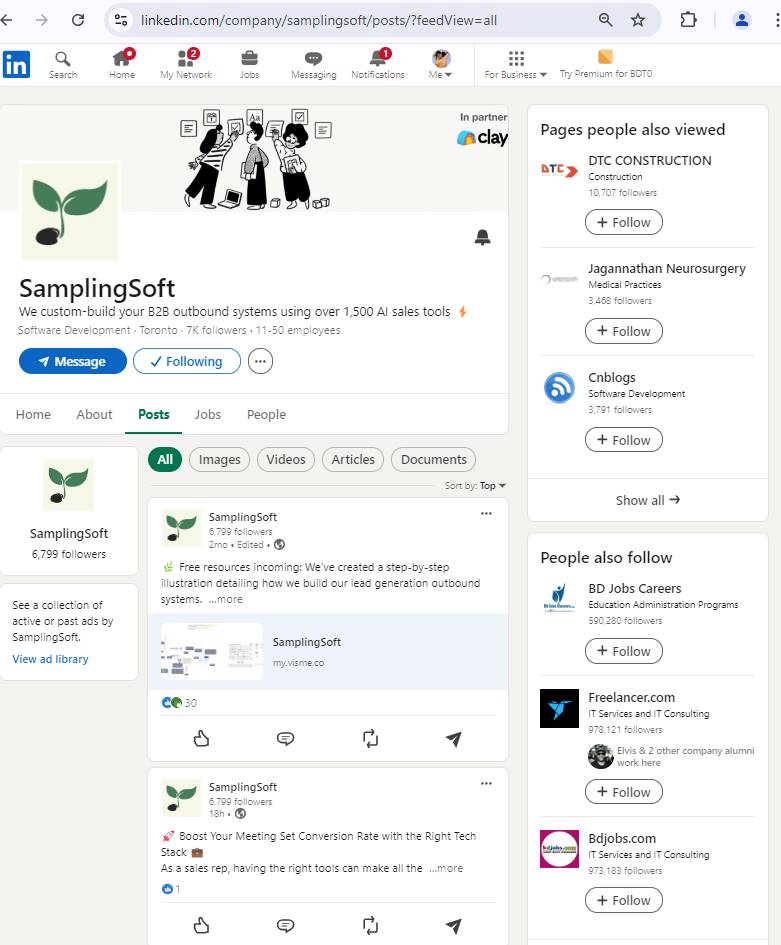 linkedin.com/company/samplingsoft/posts/?feedView=all
in
Search
Home
2
My Network
Jobs
Messaging
1
Notifications
Me
For Business
Try Premium for BDT0
Aa
In partner
clay
SamplingSoft
We custom-build your B2B outbound systems using over 1,500 AI sales tools ⚡
Software Development · Toronto · 7K followers · 11-50 employees
Message
✓ Following
···
Home
About
Posts
Jobs
People
SamplingSoft
6,799 followers
See a collection of
active or past ads by
SamplingSoft.
View ad library
All
Images
Videos
Articles
Documents
Sort by: Top
SamplingSoft
6,799 followers
2mo • Edited •
🌿 Free resources incoming: We've created a step-by-step
illustration detailing how we build our lead generation outbound
systems. ...more
SamplingSoft
my.visme.co
30
SamplingSoft
6,799 followers
18h •
🚀 Boost Your Meeting Set Conversion Rate with the Right Tech
Stack 💼
As a sales rep, having the right tools can make all the ...more
1
Pages people also viewed
DTC
DTC CONSTRUCTION
Construction
10,707 followers
+ Follow
Jagannathan Neurosurgery
Medical Practices
3,468 followers
+ Follow
Cnblogs
Software Development
3,791 followers
+ Follow
Show all →
People also follow
BD Jobs Careers
Education Administration Programs
590,280 followers
+ Follow
Freelancer.com
IT Services and IT Consulting
978,121 followers
Elvis & 2 other company alumni
work here
+ Follow
bdjobs.com
Bdjobs.com
IT Services and IT Consulting
973,183 followers
+ Follow